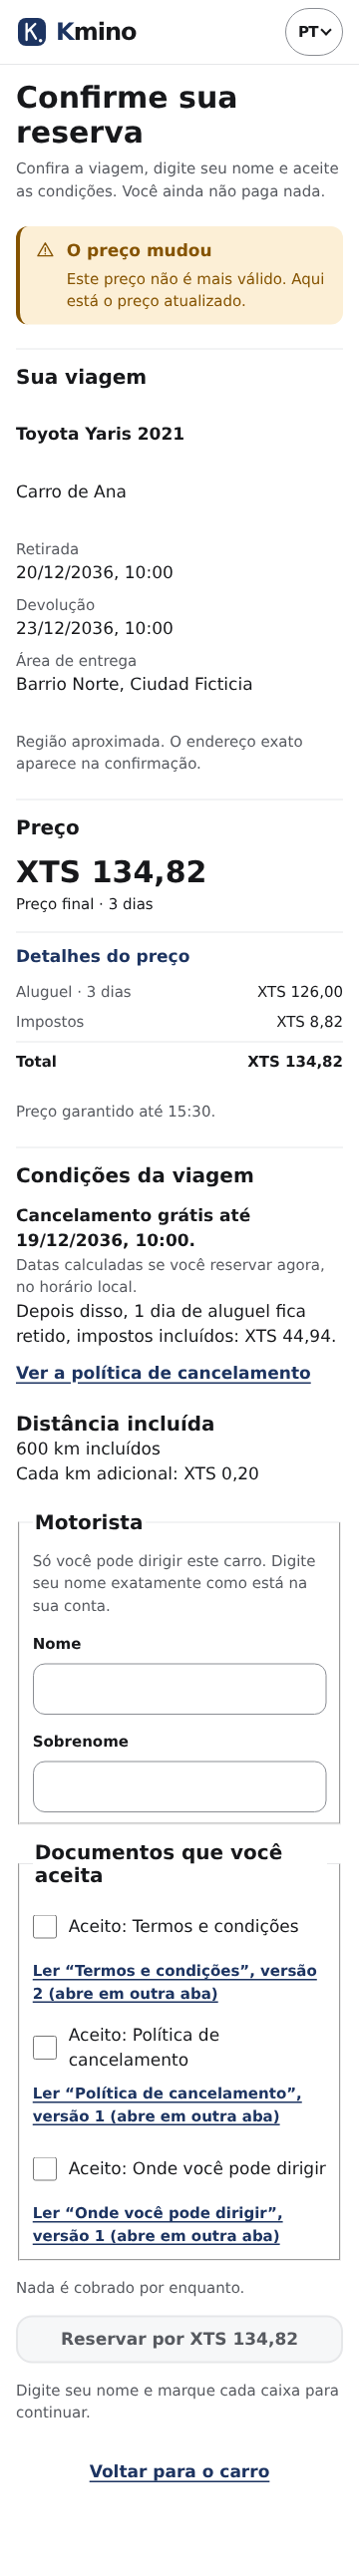 K Kmino
PT
Confirme sua
reserva
Confira a viagem, digite seu nome e aceite
as condições. Você ainda não paga nada.
O preço mudou
Este preço não é mais válido. Aqui
está o preço atualizado.
Sua viagem
Toyota Yaris 2021
Carro de Ana
Retirada
20/12/2036, 10:00
Devolução
23/12/2036, 10:00
Área de entrega
Barrio Norte, Ciudad Ficticia
Região aproximada. O endereço exato
aparece na confirmação.
Preço
XTS 134,82
Preço final · 3 dias
Detalhes do preço
Aluguel · 3 dias XTS 126,00
Impostos XTS 8,82
Total XTS 134,82
Preço garantido até 15:30.
Condições da viagem
Cancelamento grátis até
19/12/2036, 10:00.
Datas calculadas se você reservar agora,
no horário local.
Depois disso, 1 dia de aluguel fica
retido, impostos incluídos: XTS 44,94.
Ver a política de cancelamento
Distância incluída
600 km incluídos
Cada km adicional: XTS 0,20
Motorista
Só você pode dirigir este carro. Digite
seu nome exatamente como está na
sua conta.
Nome
Sobrenome
Documentos que você
aceita
Aceito: Termos e condições
Ler “Termos e condições”, versão
2 (abre em outra aba)
Aceito: Política de
cancelamento
Ler “Política de cancelamento”,
versão 1 (abre em outra aba)
Aceito: Onde você pode dirigir
Ler “Onde você pode dirigir”,
versão 1 (abre em outra aba)
Nada é cobrado por enquanto.
Reservar por XTS 134,82
Digite seu nome e marque cada caixa para
continuar.
Voltar para o carro